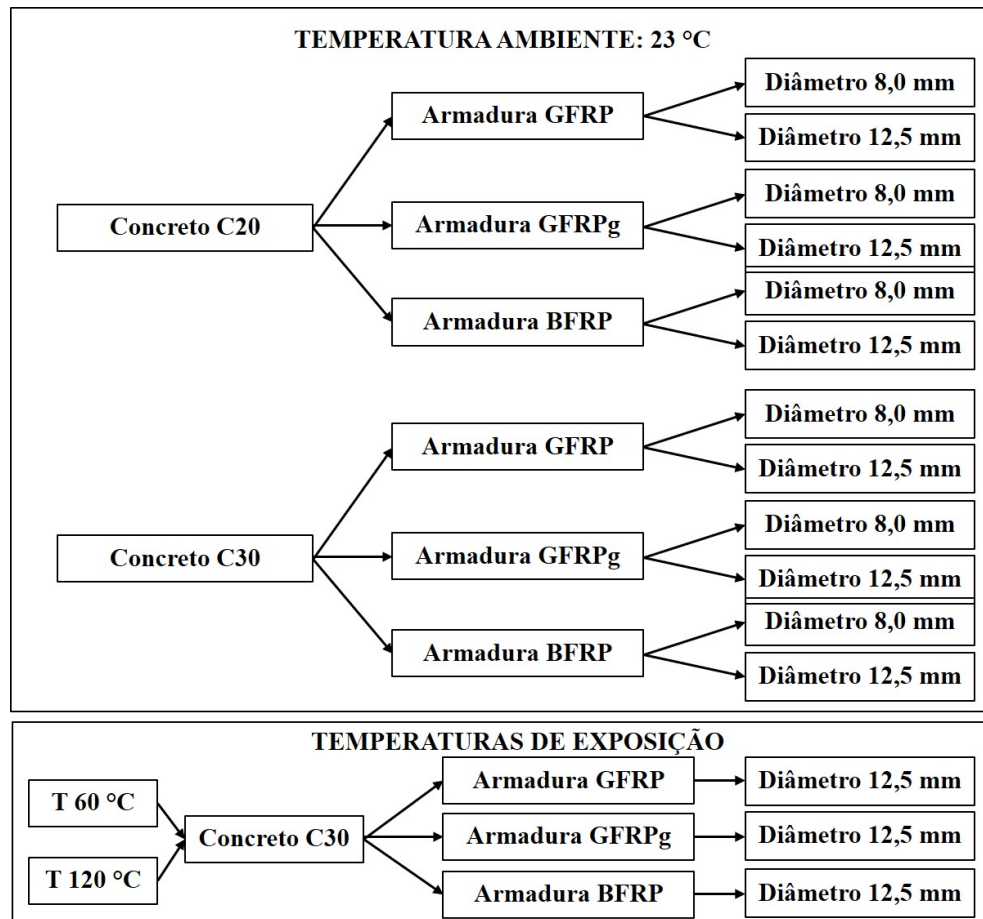 TEMPERATURA AMBIENTE: 23 °C
Concreto C20
Armadura GFRP
Diâmetro 8,0 mm
Diâmetro 12,5 mm
Armadura GFRPg
Diâmetro 8,0 mm
Diâmetro 12,5 mm
Armadura BFRP
Diâmetro 8,0 mm
Diâmetro 12,5 mm
Concreto C30
Armadura GFRP
Diâmetro 8,0 mm
Diâmetro 12,5 mm
Armadura GFRPg
Diâmetro 8,0 mm
Diâmetro 12,5 mm
Armadura BFRP
Diâmetro 8,0 mm
Diâmetro 12,5 mm
TEMPERATURAS DE EXPOSIÇÃO
T 60 °C
T 120 °C
Concreto C30
Armadura GFRP
Diâmetro 12,5 mm
Armadura GFRPg
Diâmetro 12,5 mm
Armadura BFRP
Diâmetro 12,5 mm